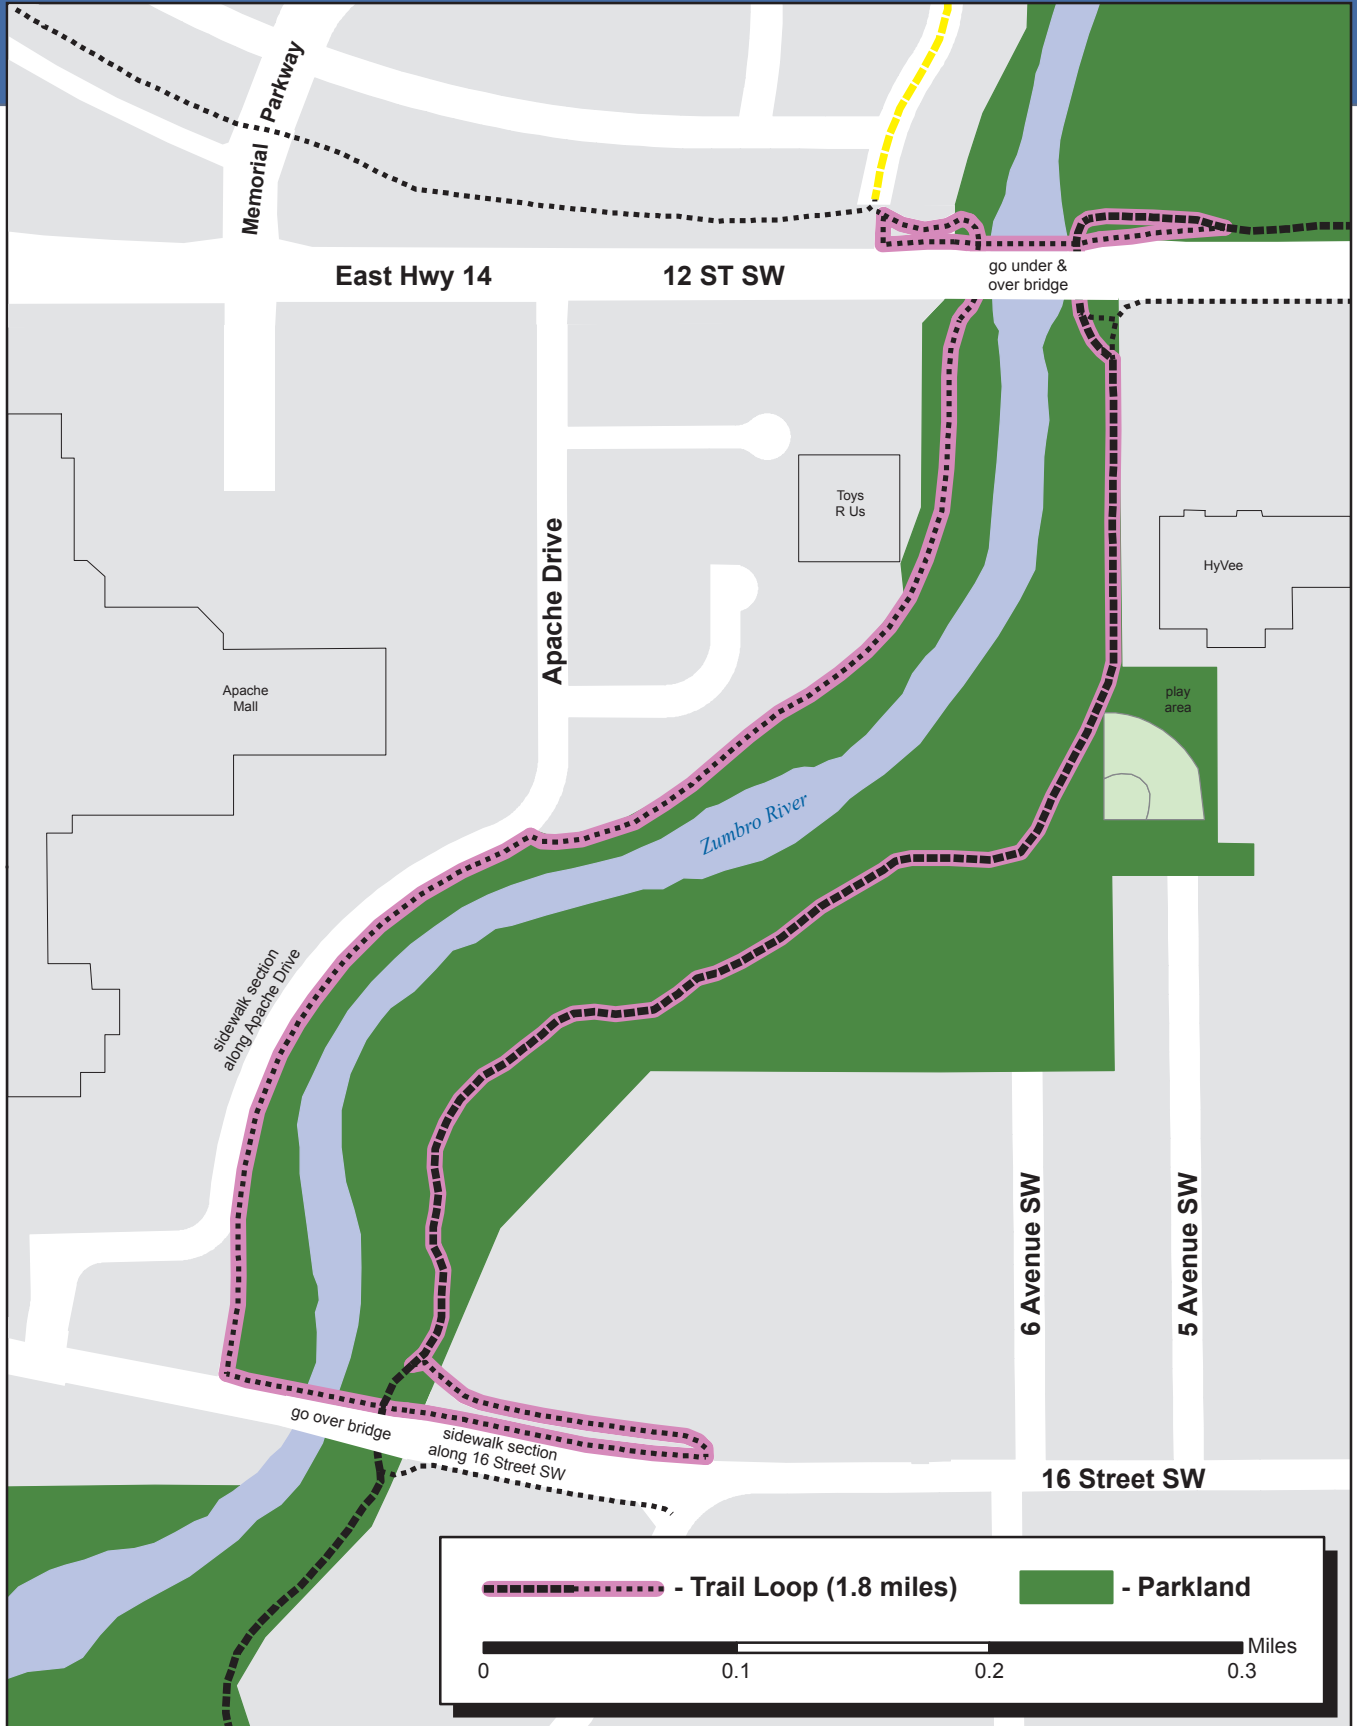 Memorial Parkway
East Hwy 14
12 ST SW
go under &
over bridge
Toys
R Us
HyVee
Apache Drive
Apache
Mall
play
area
Zumbro River
sidewalk section
along Apache Drive
6 Avenue SW
5 Avenue SW
go over bridge
sidewalk section
along 16 Street SW
16 Street SW
- Trail Loop (1.8 miles)
- Parkland
Miles
0 0.1 0.2 0.3